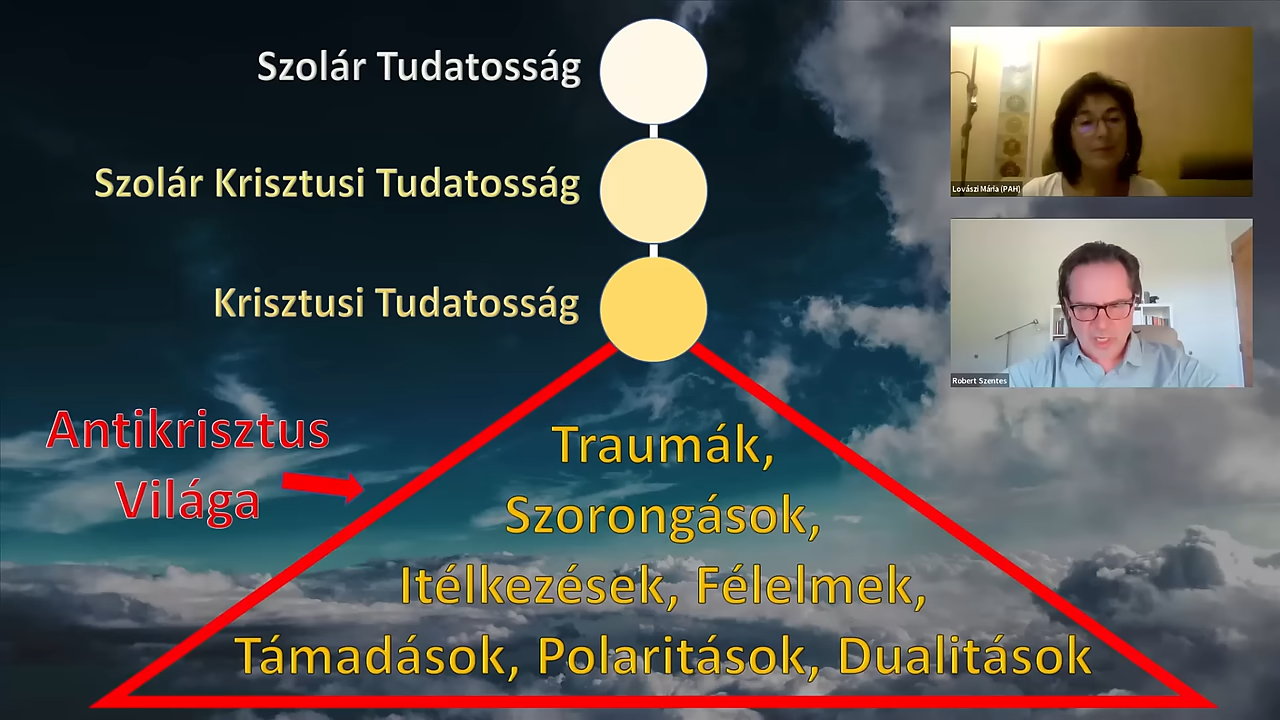 Szolár Tudatosság
Szolár Krisztusi Tudatosság
Krisztusi Tudatosság
Antikrisztus
Világa
Traumák,
Szorongások,
Itélkezések, Félelmek,
Támadások, Polaritások, Dualitások
Lovászi Mária (PAH)
Robert Szentes